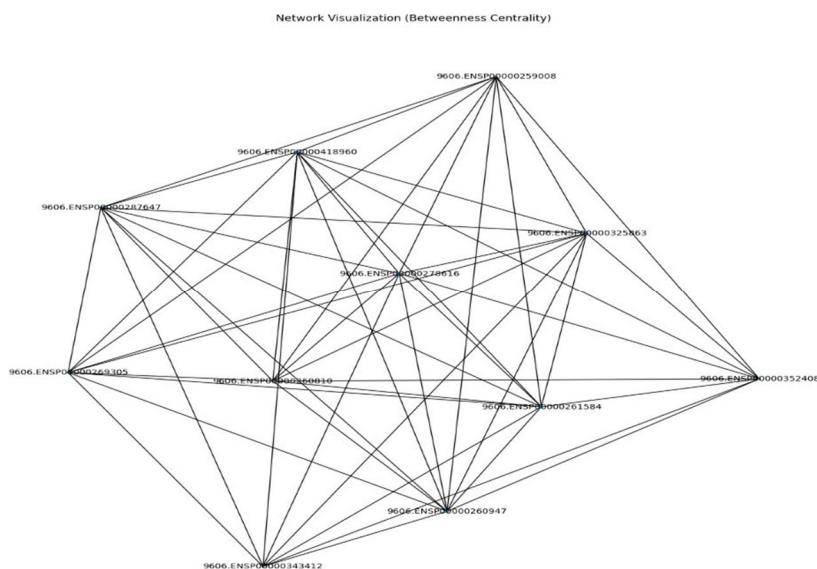 Network Visualization (Betweenness Centrality)
9606.ENSP00000259008
9606.ENSP00000418960
9606.ENSP00000287647
9606.ENSP00000325863
9606.ENSP00000278616
9606.ENSP00000269305
9606.ENSP00000360810
9606.ENSP00000352408
9606.ENSP00000261584
9606.ENSP00000260947
9606.ENSP00000343412